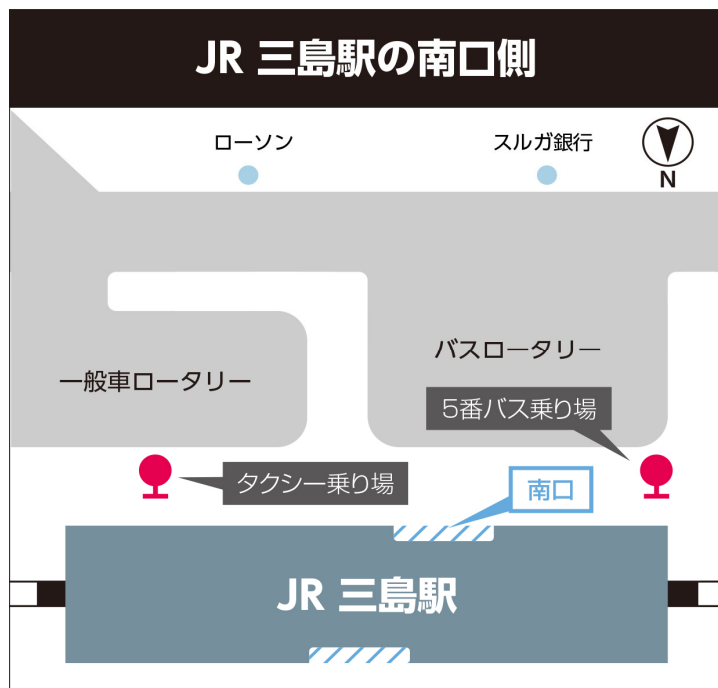 JR 三島駅の南口側
ローソン
スルガ銀行
N
バスロータリー
一般車ロータリー
5番バス乗り場
タクシー乗り場
南口
JR 三島駅